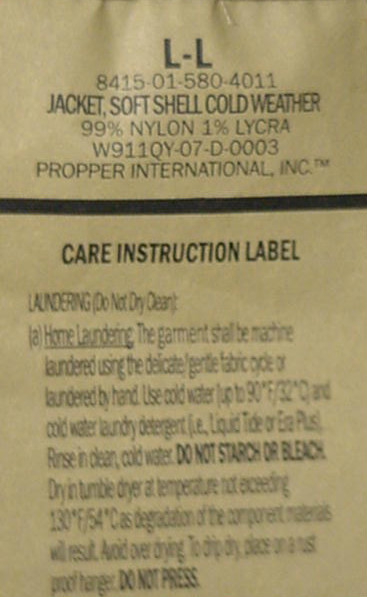 L-L
8415-01-580-4011
JACKET, SOFT SHELL COLD WEATHER
99% NYLON 1% LYCRA
W911QY-07-D-0003
PROPPER INTERNATIONAL, INC.™
CARE INSTRUCTION LABEL
LAUNDERING (Do Not Dry Clean):
(a) Home Laundering. The garment shall be machine
laundered using the delicate/gentle fabric cycle or
laundered by hand. Use cold water (up to 90°F/32°C) and
cold water laundry detergent (i.e., Liquid Tide or Era Plus).
Rinse in clean, cold water. DO NOT STARCH OR BLEACH.
Dry in tumble dryer at temperature not exceeding
130°F/54°C as degradation of the component materials
will result. Avoid over drying. To drip dry, place on a rust
proof hanger. DO NOT PRESS.